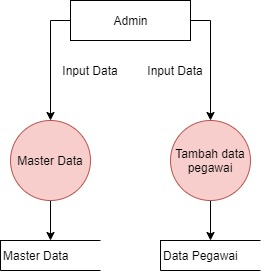 Admin
Input Data
Input Data
Master Data
Tambah data
pegawai
Master Data
Data Pegawai